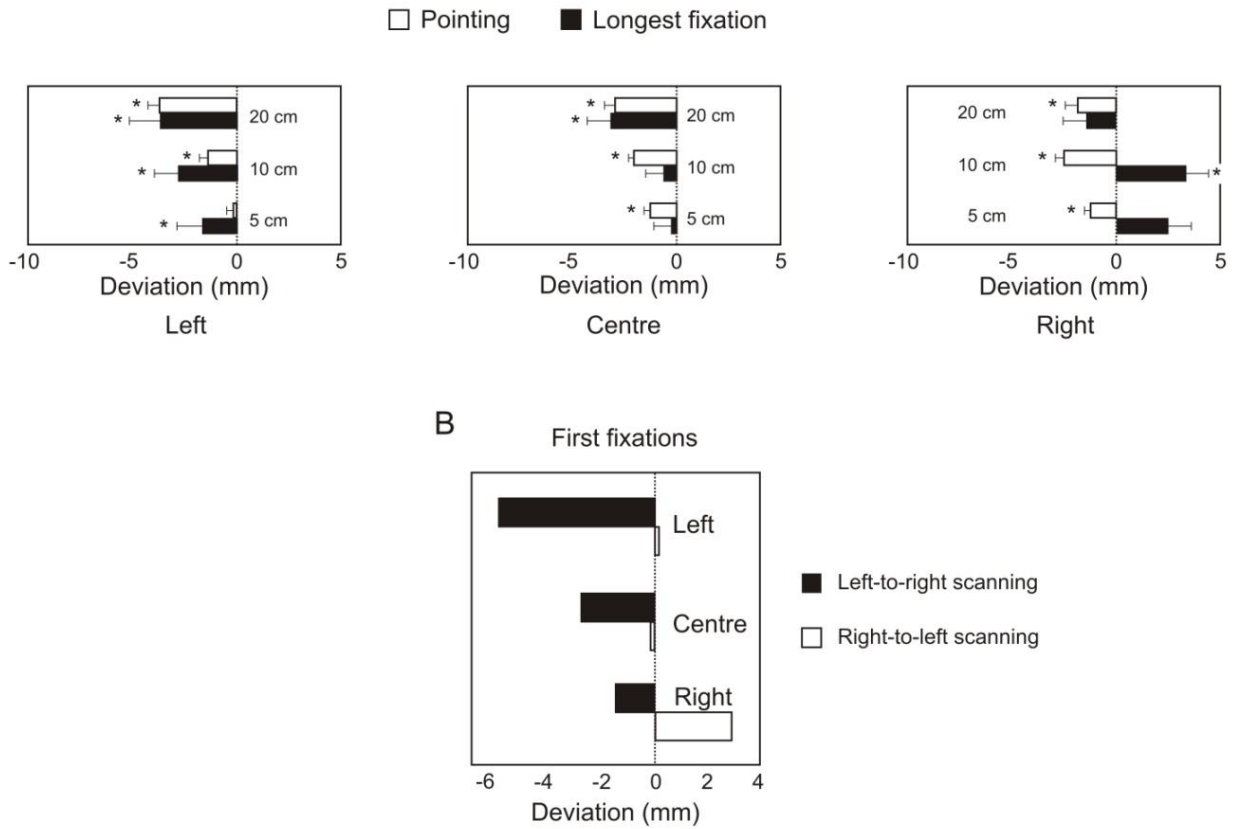 Pointing Longest fixation
* 20 cm
*
* 10 cm
*
* 5 cm
-10 -5 0 5
Deviation (mm)
Left
* 20 cm
*
* 10 cm
* 5 cm
-10 -5 0 5
Deviation (mm)
Centre
20 cm *
10 cm * *
5 cm *
-10 -5 0 5
Deviation (mm)
Right
B
First fixations
Left
Centre
Right
-6 -4 -2 0 2 4
Deviation (mm)
Left-to-right scanning
Right-to-left scanning